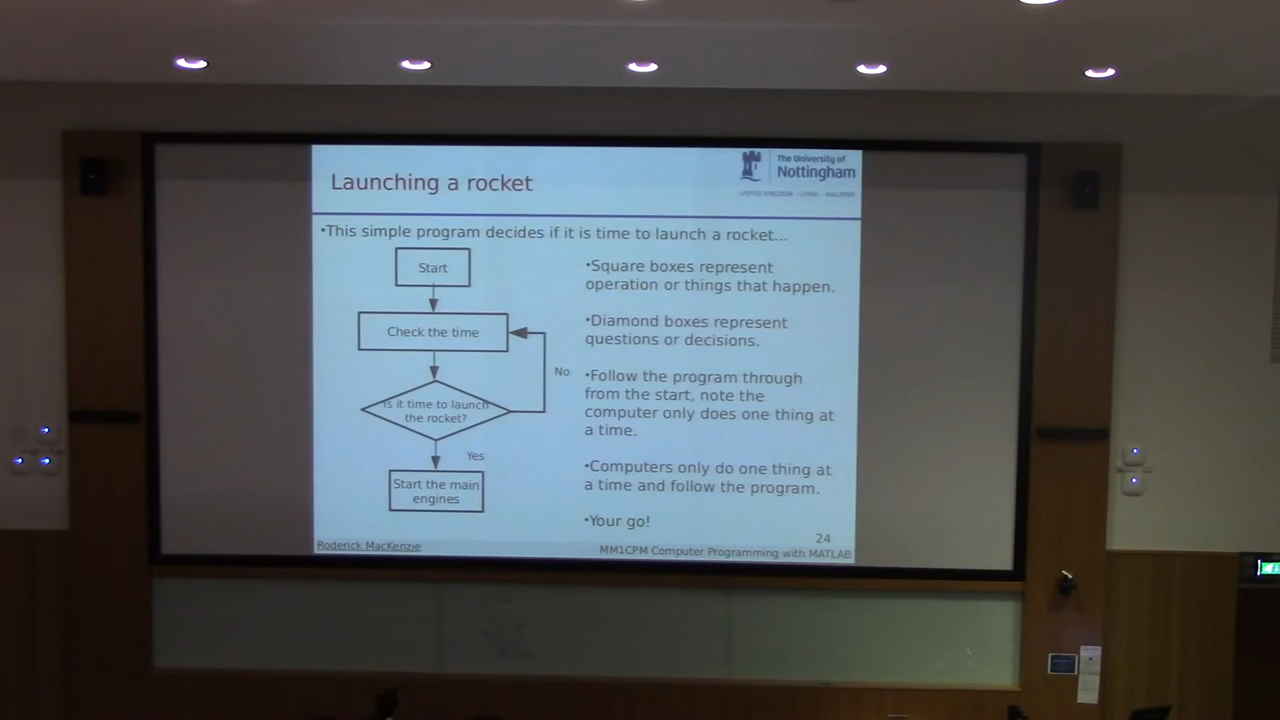 Launching a rocket
The University of
Nottingham
UNITED KINGDOM · CHINA · MALAYSIA
•This simple program decides if it is time to launch a rocket...
Start
Check the time
No
Is it time to launch
the rocket?
Yes
Start the main
engines
•Square boxes represent
operation or things that happen.
•Diamond boxes represent
questions or decisions.
•Follow the program through
from the start, note the
computer only does one thing at
a time.
•Computers only do one thing at
a time and follow the program.
•Your go!
24
Roderick MacKenzie
MM1CPM Computer Programming with MATLAB